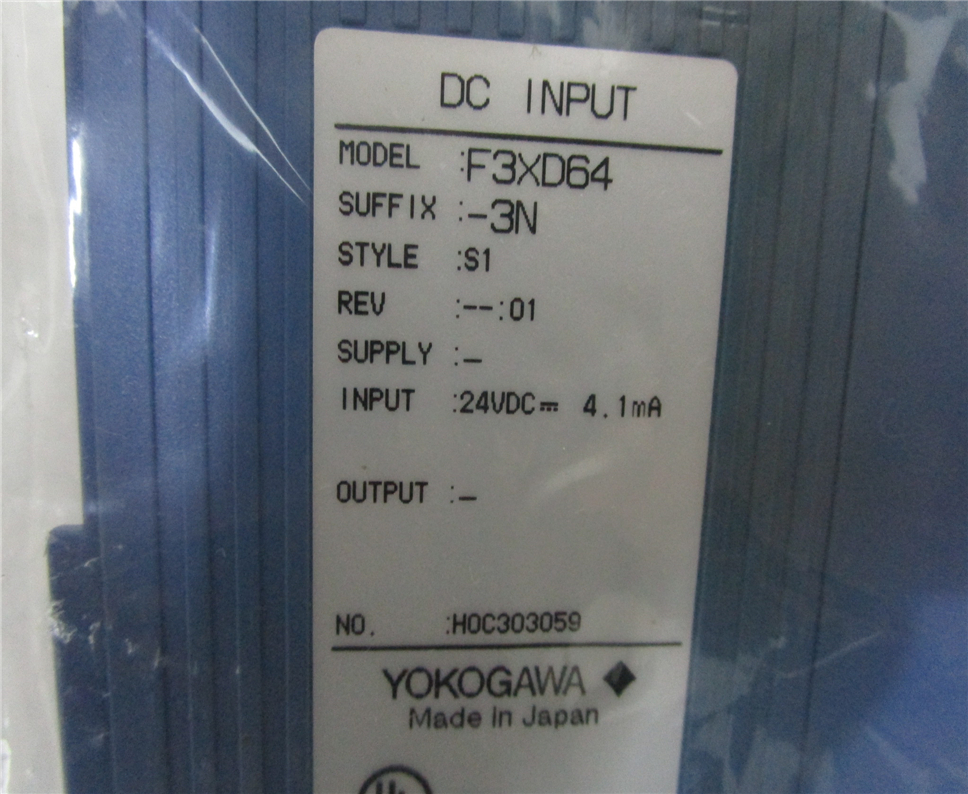 DC INPUT
MODEL :F3XD64
SUFFIX :-3N
STYLE :S1
REV :--:01
SUPPLY :-
INPUT :24VDC⎓ 4.1mA
OUTPUT :-
NO. :H0C303059
YOKOGAWA
Made in Japan